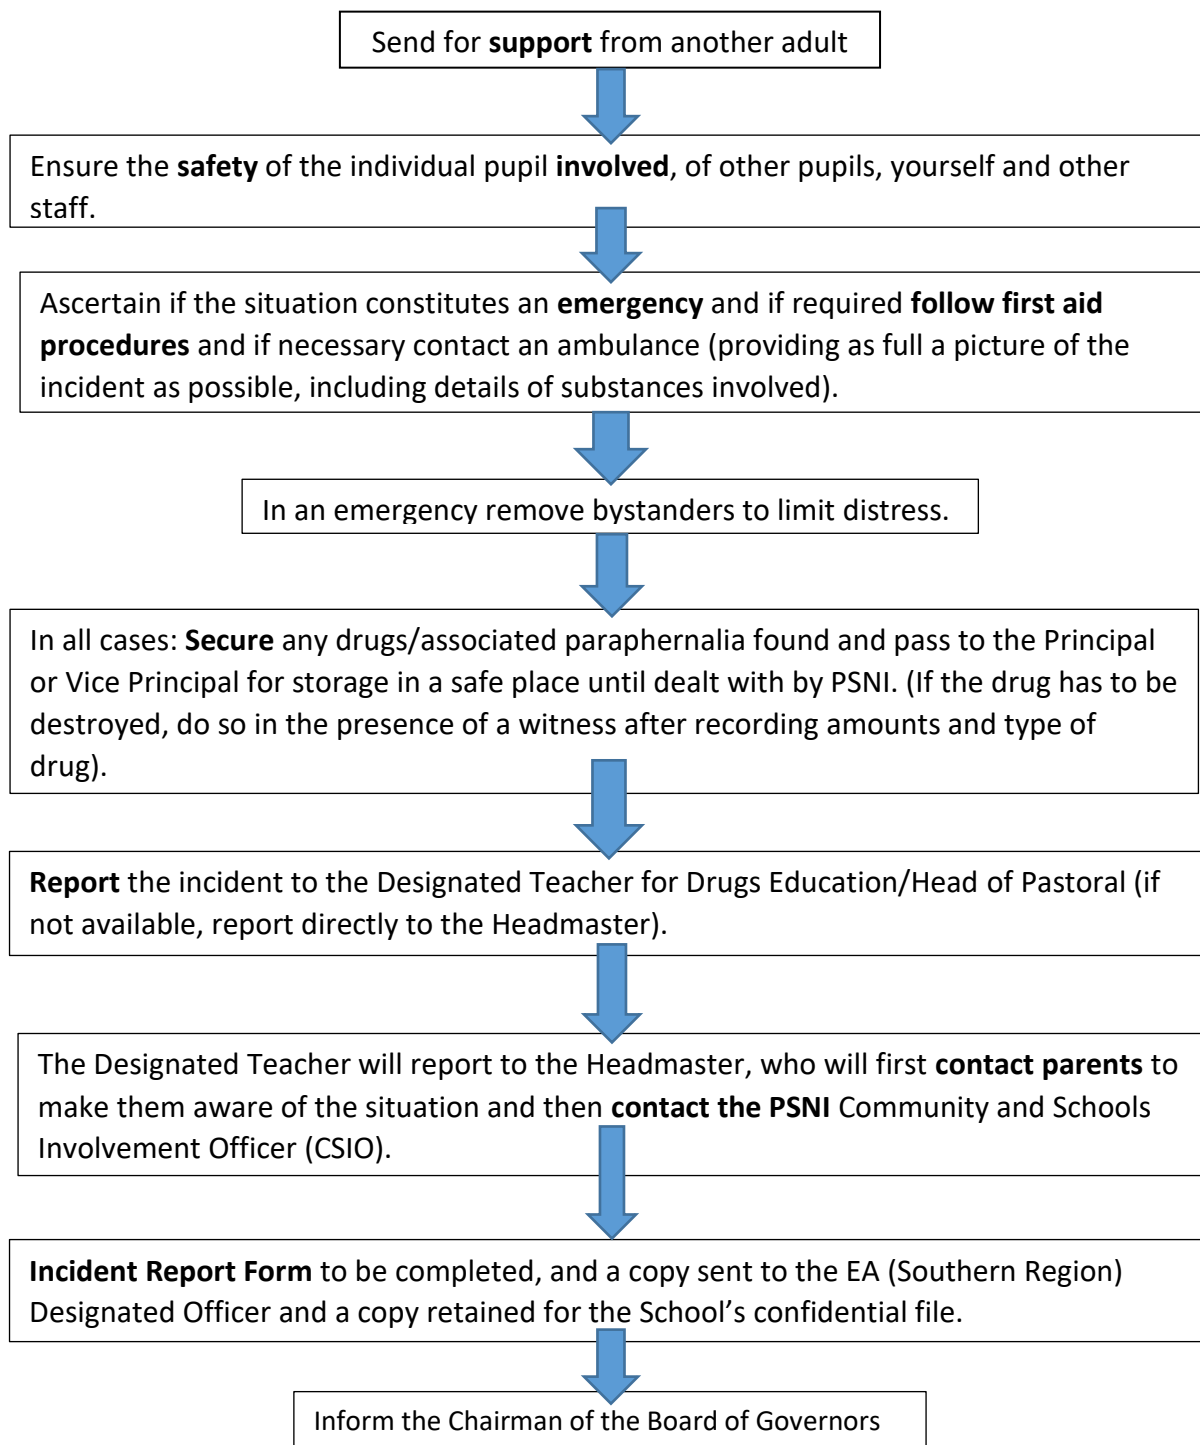 Send for support from another adult
Ensure the safety of the individual pupil involved, of other pupils, yourself and other
staff.
Ascertain if the situation constitutes an emergency and if required follow first aid
procedures and if necessary contact an ambulance (providing as full a picture of the
incident as possible, including details of substances involved).
In an emergency remove bystanders to limit distress.
In all cases: Secure any drugs/associated paraphernalia found and pass to the Principal
or Vice Principal for storage in a safe place until dealt with by PSNI. (If the drug has to be
destroyed, do so in the presence of a witness after recording amounts and type of
drug).
Report the incident to the Designated Teacher for Drugs Education/Head of Pastoral (if
not available, report directly to the Headmaster).
The Designated Teacher will report to the Headmaster, who will first contact parents to
make them aware of the situation and then contact the PSNI Community and Schools
Involvement Officer (CSIO).
Incident Report Form to be completed, and a copy sent to the EA (Southern Region)
Designated Officer and a copy retained for the School’s confidential file.
Inform the Chairman of the Board of Governors